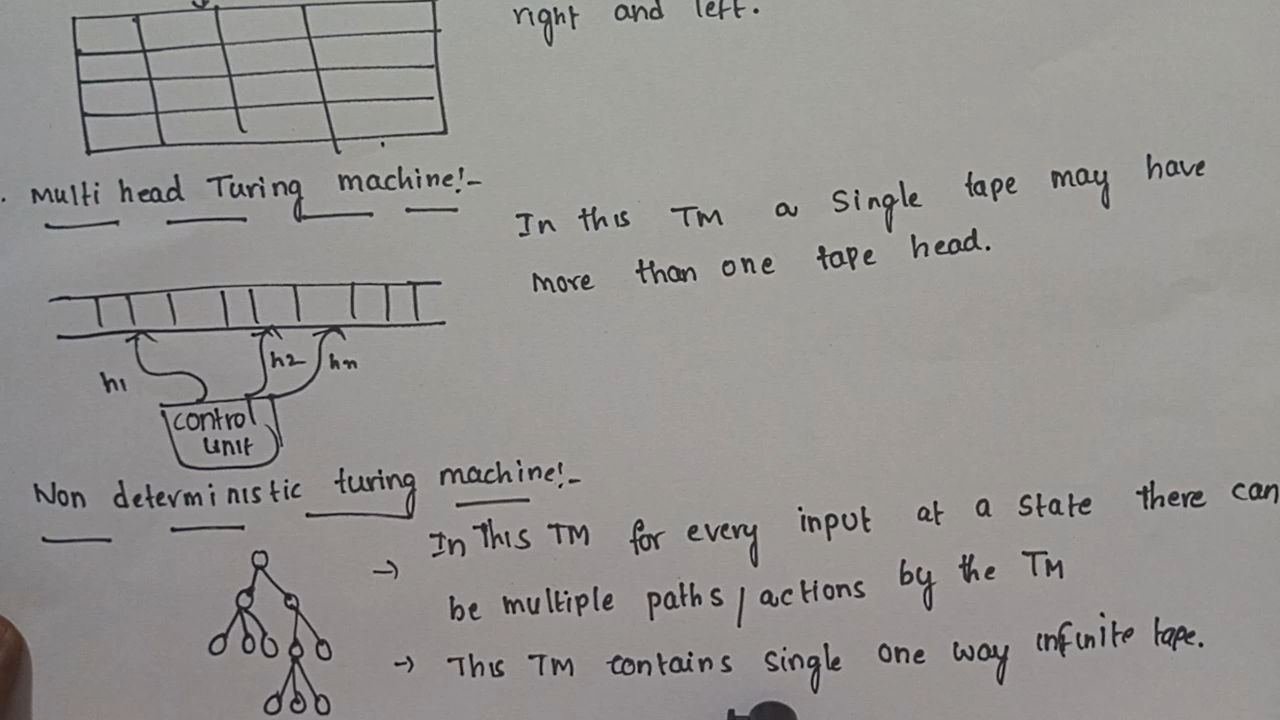 right and left.
. Multi head Turing machine!-
In this TM a Single tape may have
more than one tape head.
h1
h2
hn
control
unit
Non deterministic turing machine!-
→ In This TM for every input at a state there can
be multiple paths / actions by the TM
→ This TM contains single one way infinite tape.